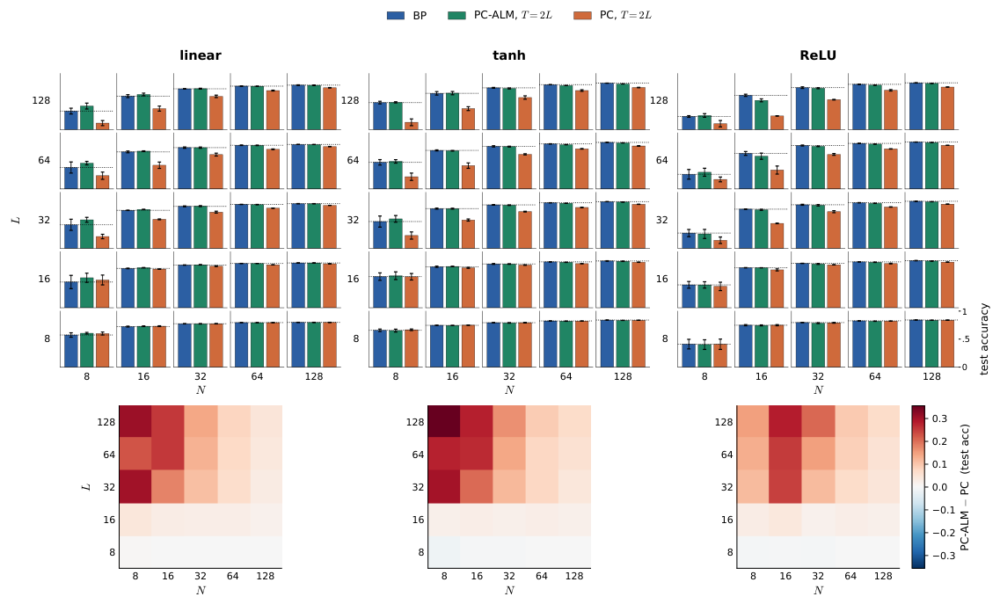 BP PC-ALM, T = 2L PC, T = 2L
linear tanh ReLU
128 128 128
64 64 64
L 32 32 32
16 16 16
8 8 8
1
.5
0
test accuracy
8 16 32 64 128 8 16 32 64 128 8 16 32 64 128
N N N
128 128 128
64 64 64
L 32 32 32
16 16 16
8 8 8
8 16 32 64 128 8 16 32 64 128 8 16 32 64 128
N N N
0.3
0.2
0.1
0.0
−0.1
−0.2
−0.3
PC-ALM − PC (test acc)